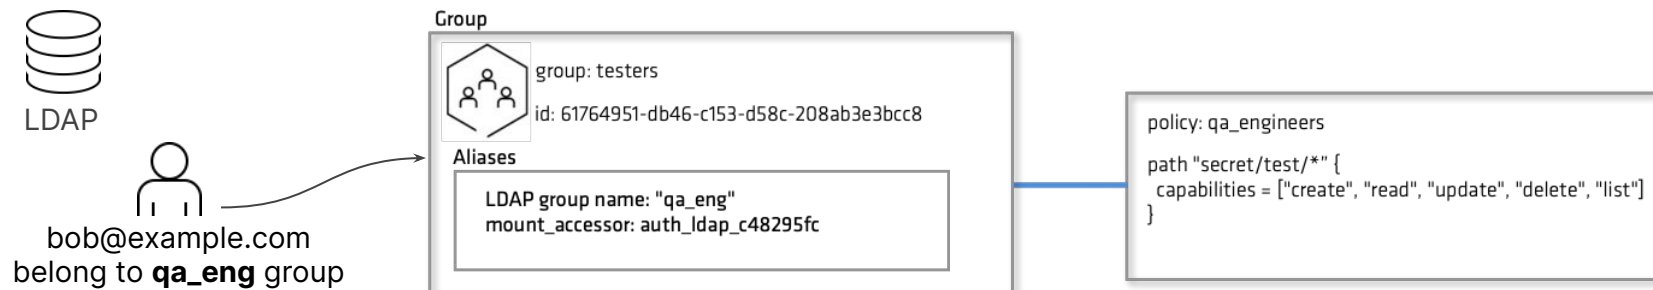 LDAP
bob@example.com
belong to qa_eng group
Group
group: testers
id: 61764951-db46-c153-d58c-208ab3e3bcc8
Aliases
LDAP group name: "qa_eng"
mount_accessor: auth_ldap_c48295fc
policy: qa_engineers
path "secret/test/*" {
capabilities = ["create", "read", "update", "delete", "list"]
}